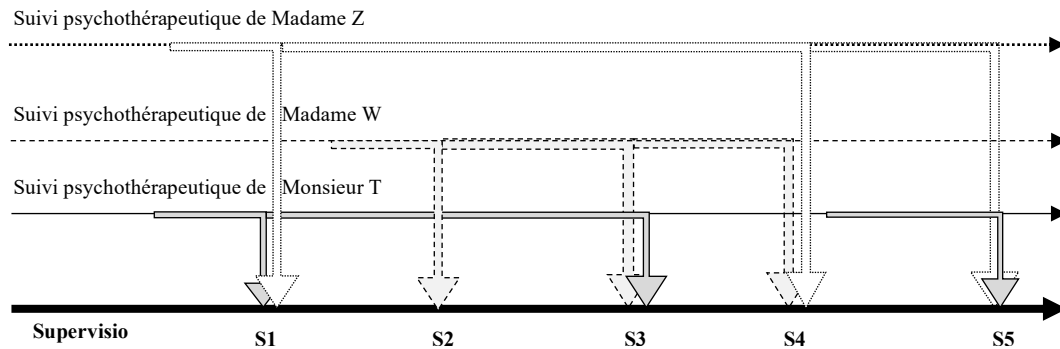 Suivi psychothérapeutique de Madame Z
Suivi psychothérapeutique de Madame W
Suivi psychothérapeutique de Monsieur T
Supervisio
S1 S2 S3 S4 S5